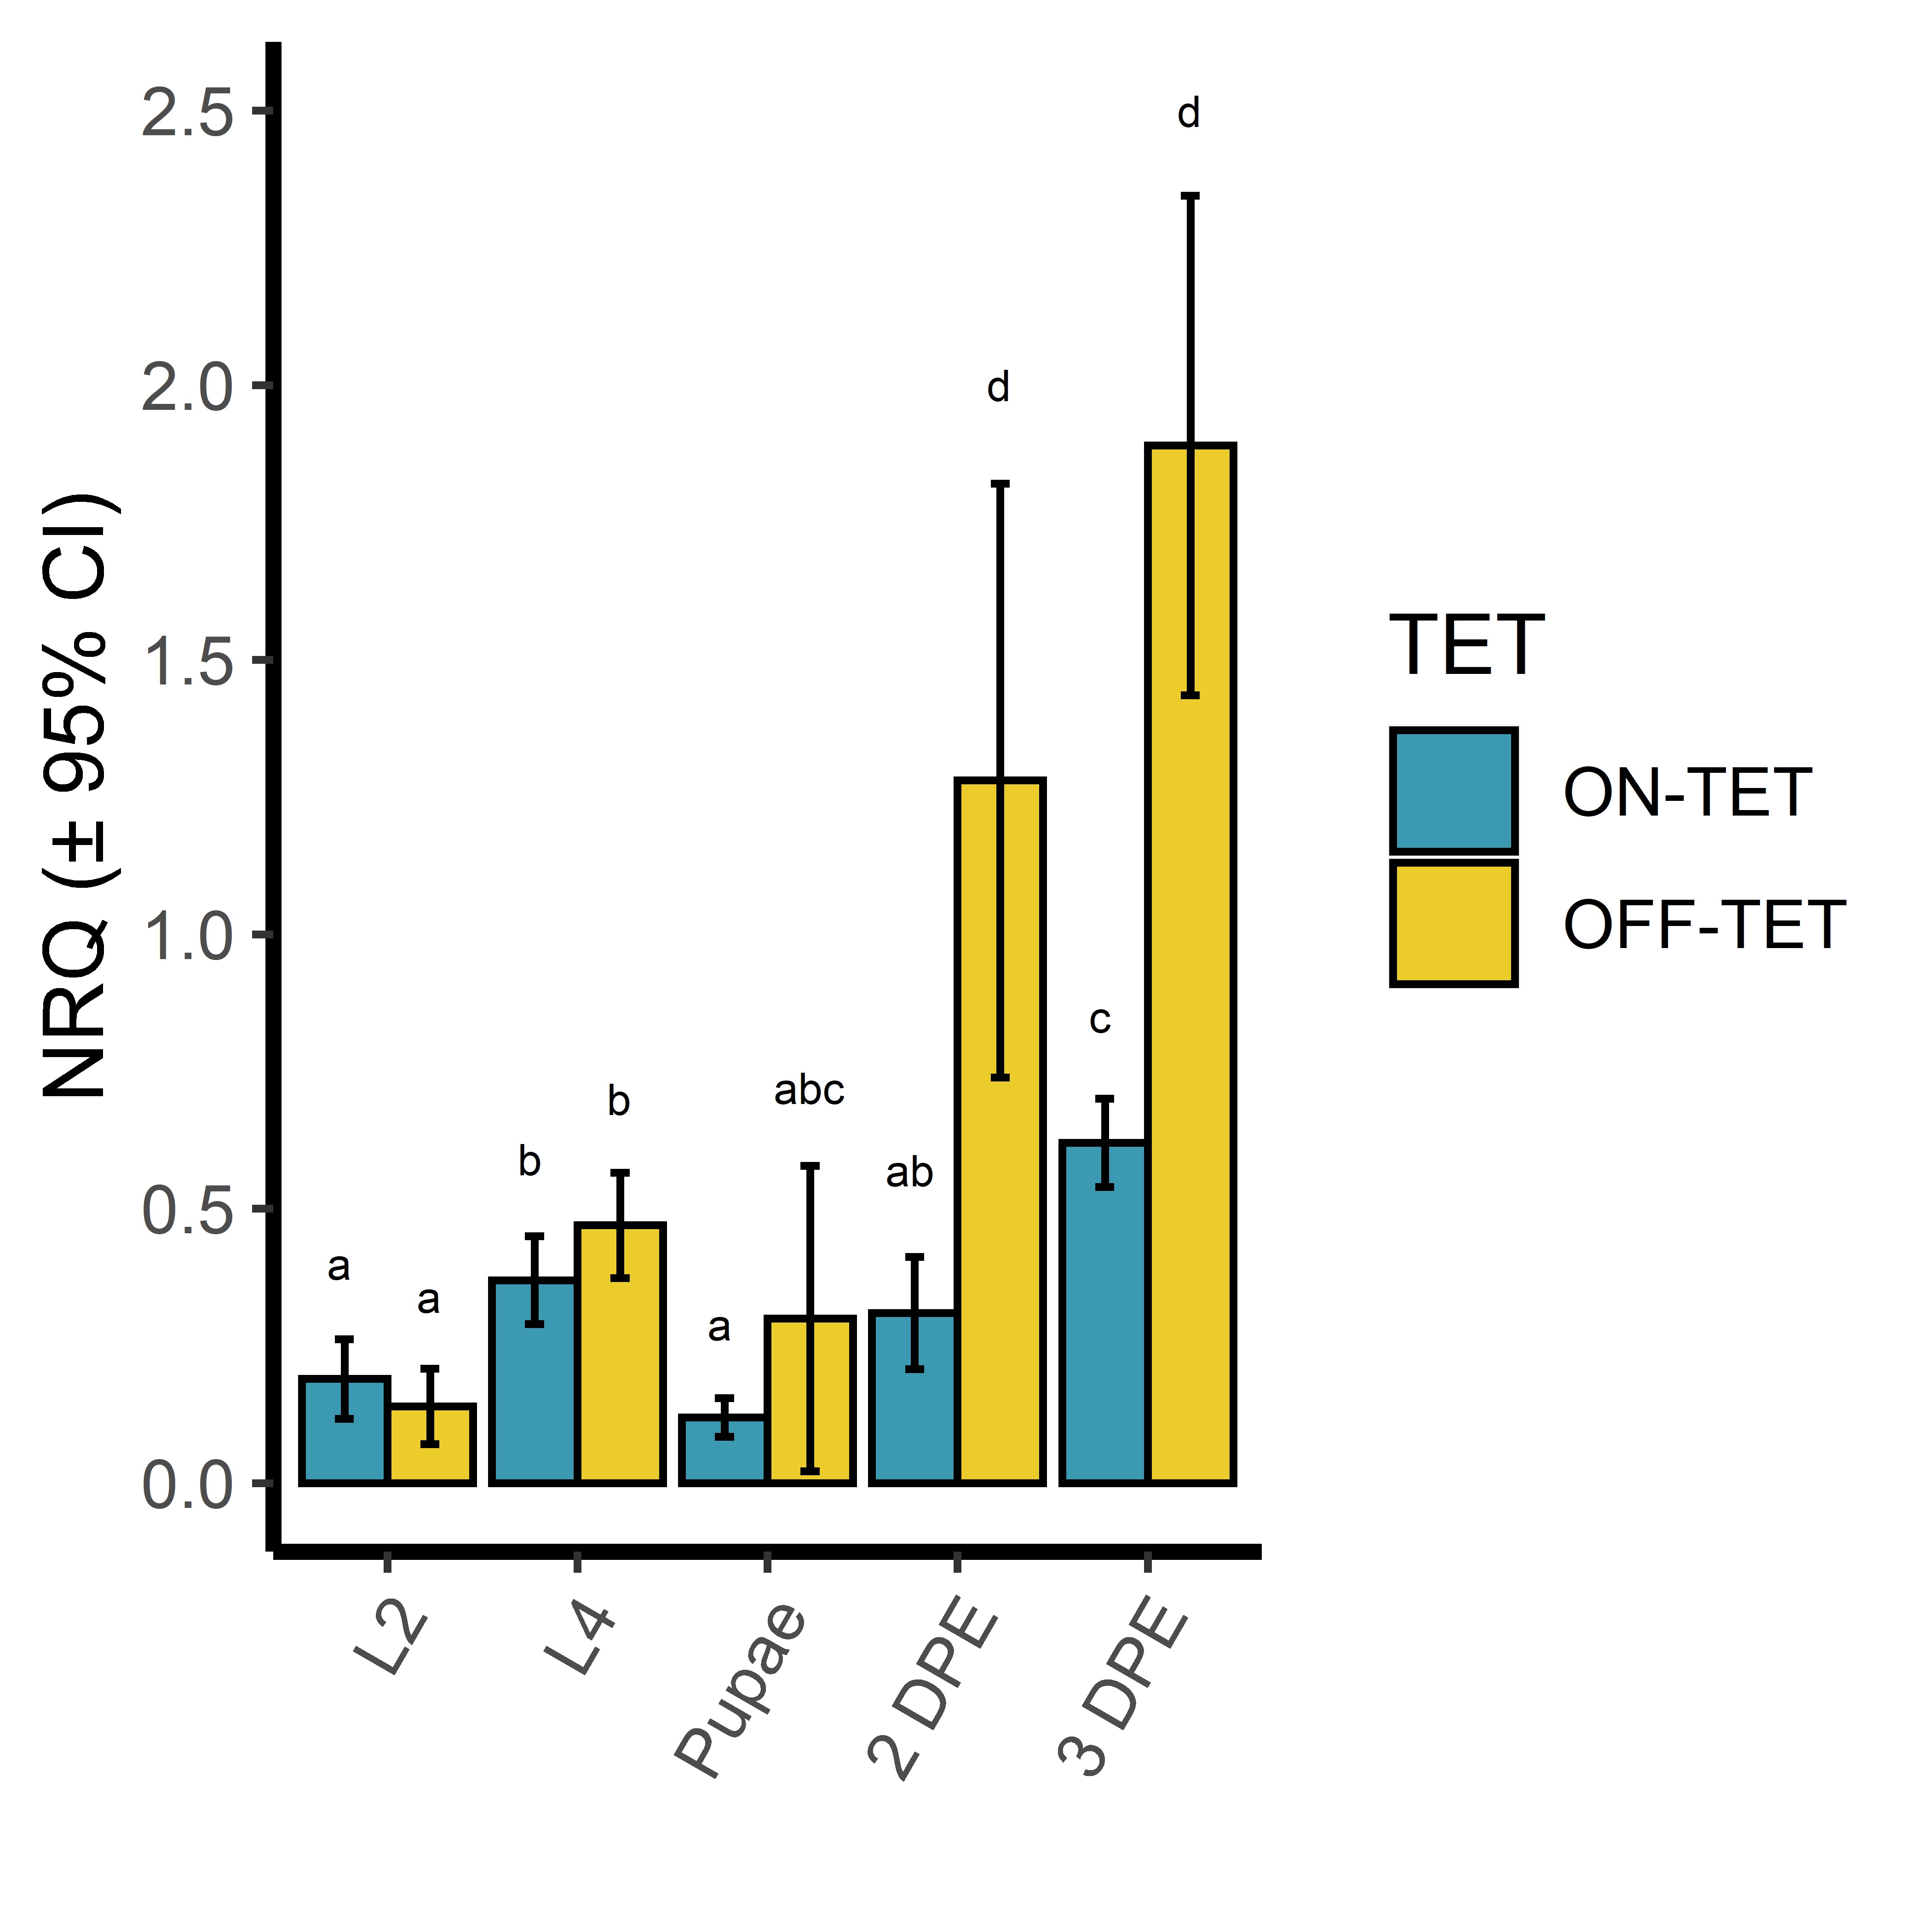 NRQ (± 95% CI)
2.5
2.0
1.5
1.0
0.5
0.0
a
a
b
b
a
abc
ab
d
c
d
L2
L4
Pupae
2 DPE
3 DPE
TET
ON-TET
OFF-TET